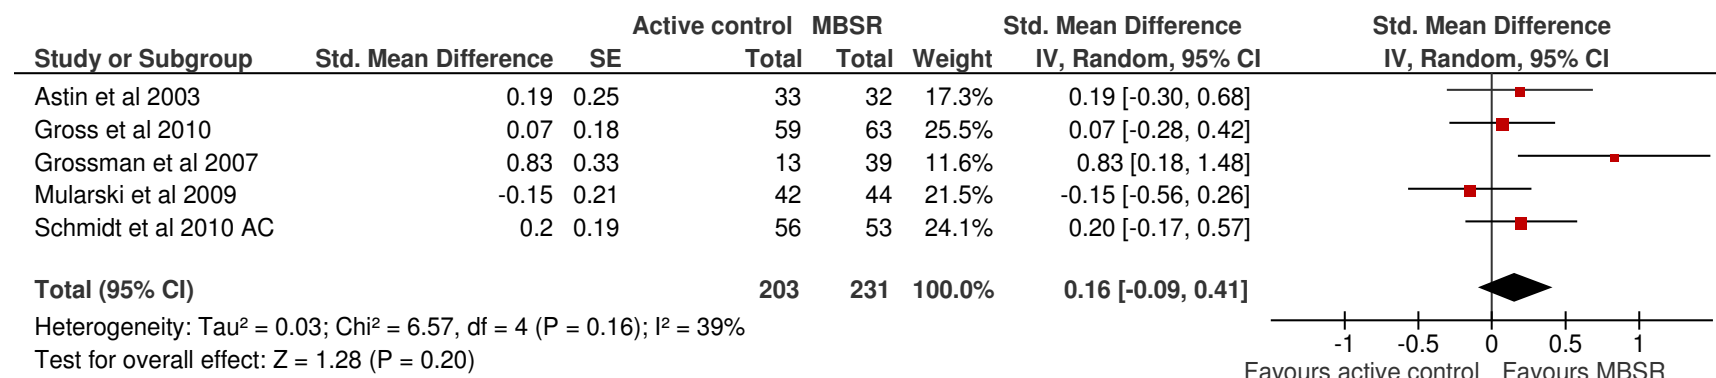 Active control MBSR Std. Mean Difference Std. Mean Difference
Study or Subgroup Std. Mean Difference SE Total Total Weight IV, Random, 95% CI IV, Random, 95% CI
Astin et al 2003 0.19 0.25 33 32 17.3% 0.19 [-0.30, 0.68]
Gross et al 2010 0.07 0.18 59 63 25.5% 0.07 [-0.28, 0.42]
Grossman et al 2007 0.83 0.33 13 39 11.6% 0.83 [0.18, 1.48]
Mularski et al 2009 -0.15 0.21 42 44 21.5% -0.15 [-0.56, 0.26]
Schmidt et al 2010 AC 0.2 0.19 56 53 24.1% 0.20 [-0.17, 0.57]
Total (95% CI) 203 231 100.0% 0.16 [-0.09, 0.41]
Heterogeneity: Tau² = 0.03; Chi² = 6.57, df = 4 (P = 0.16); I² = 39%
Test for overall effect: Z = 1.28 (P = 0.20)
-1 -0.5 0 0.5 1
Favours active control Favours MBSR